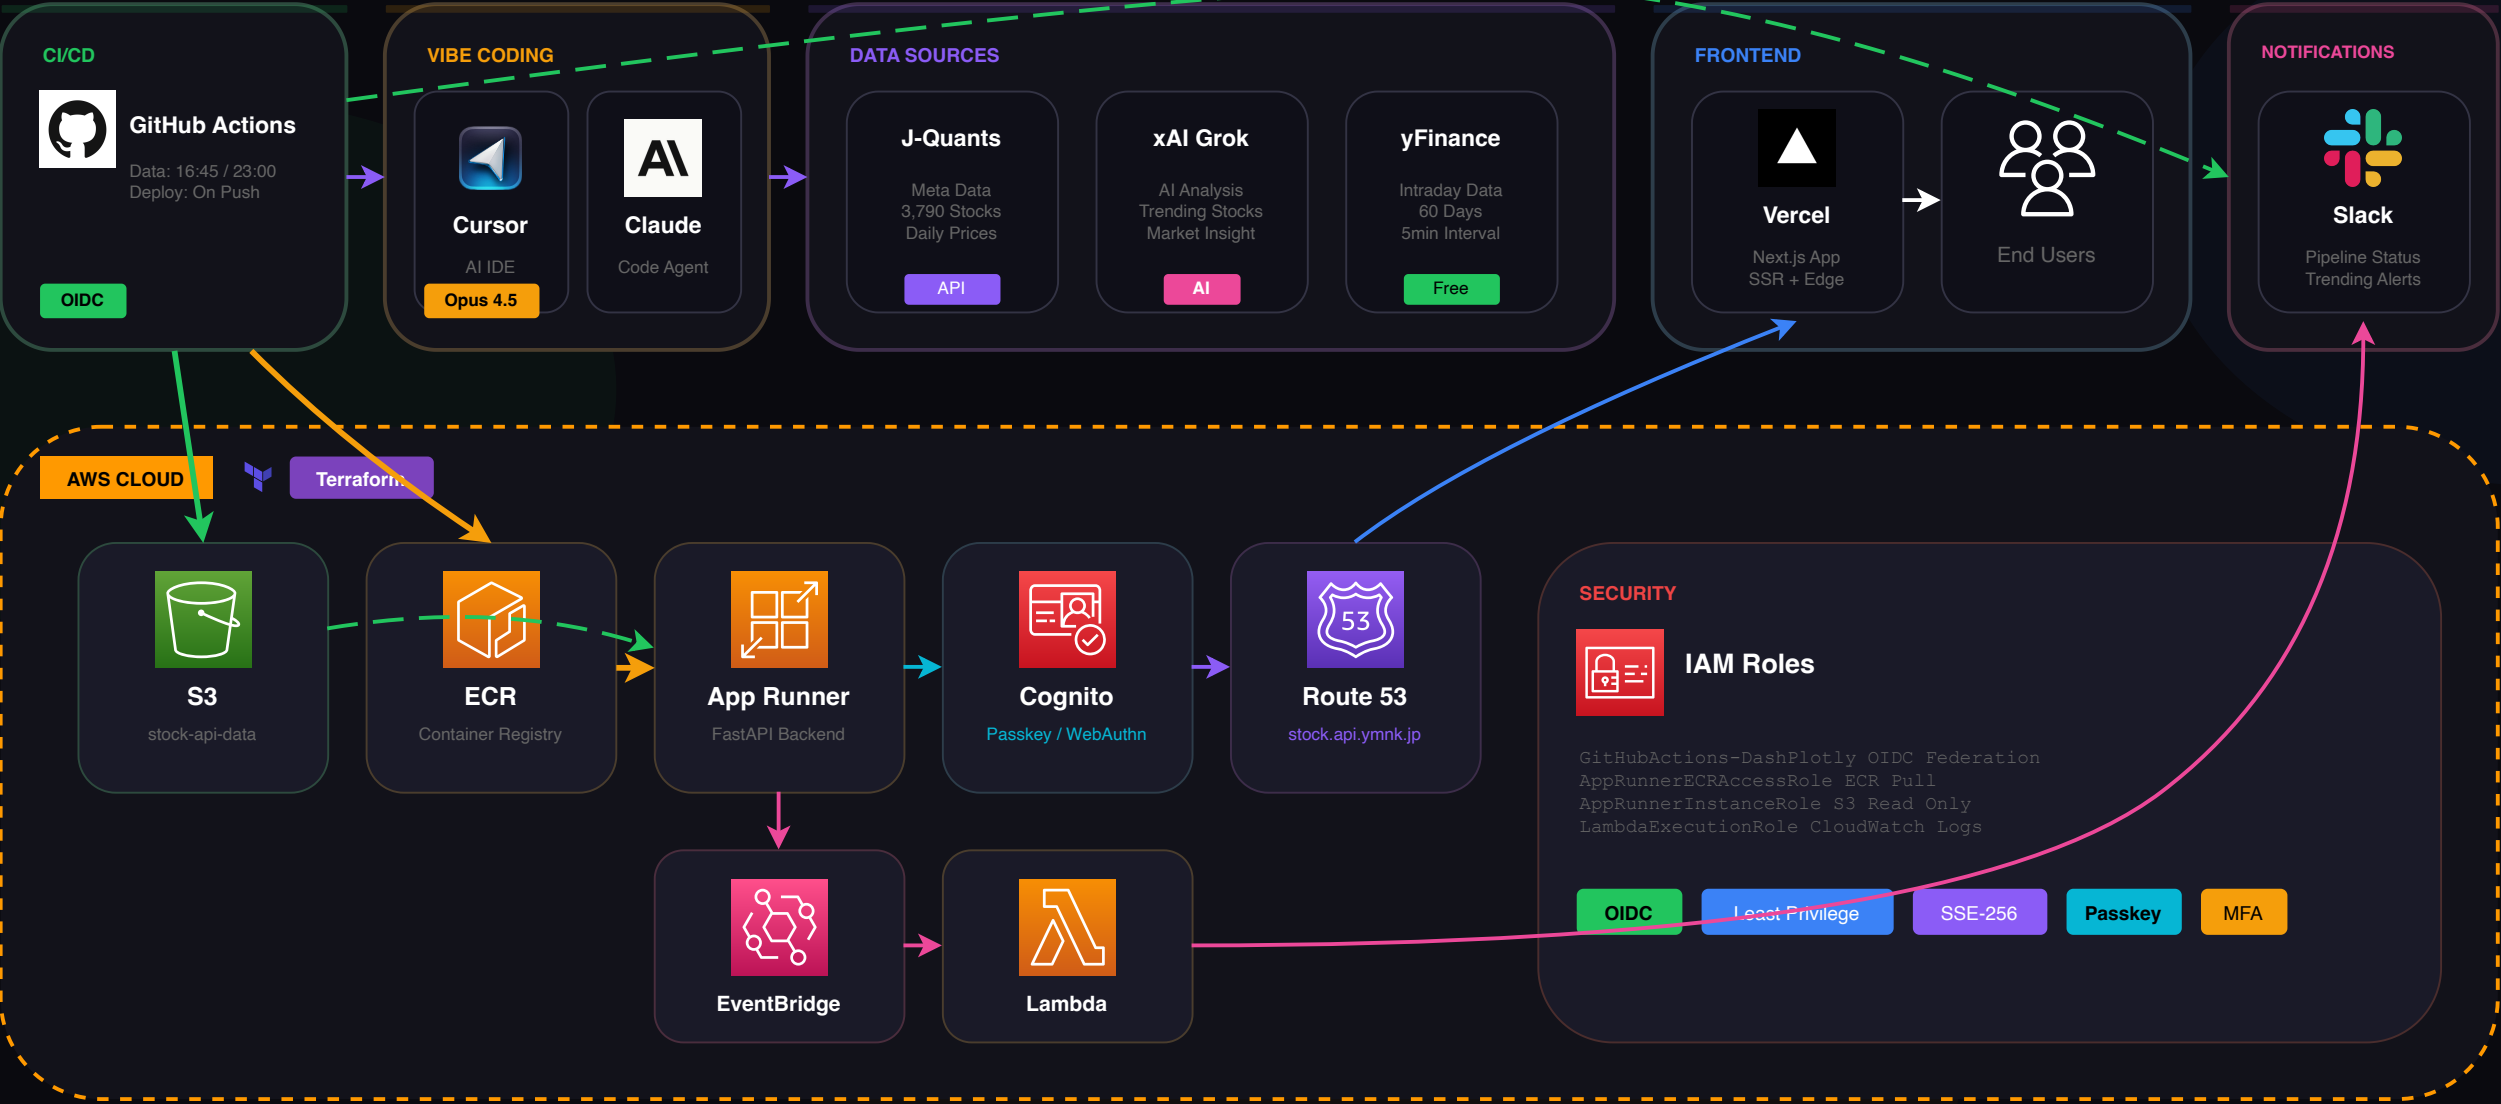 CI/CD
GitHub Actions
Data: 16:45 / 23:00
Deploy: On Push
OIDC
VIBE CODING
Cursor
AI IDE
Opus 4.5
Claude
Code Agent
DATA SOURCES
J-Quants
Meta Data
3,790 Stocks
Daily Prices
API
xAI Grok
AI Analysis
Trending Stocks
Market Insight
AI
yFinance
Intraday Data
60 Days
5min Interval
Free
FRONTEND
Vercel
Next.js App
SSR + Edge
End Users
NOTIFICATIONS
Slack
Pipeline Status
Trending Alerts
AWS CLOUD
Terraform
S3
stock-api-data
ECR
Container Registry
App Runner
FastAPI Backend
Cognito
Passkey / WebAuthn
53
Route 53
stock.api.ymnk.jp
EventBridge
Lambda
SECURITY
IAM Roles
GitHubActions-DashPlotly OIDC Federation
AppRunnerECRAccessRole ECR Pull
AppRunnerInstanceRole S3 Read Only
LambdaExecutionRole CloudWatch Logs
OIDC
Least Privilege
SSE-256
Passkey
MFA